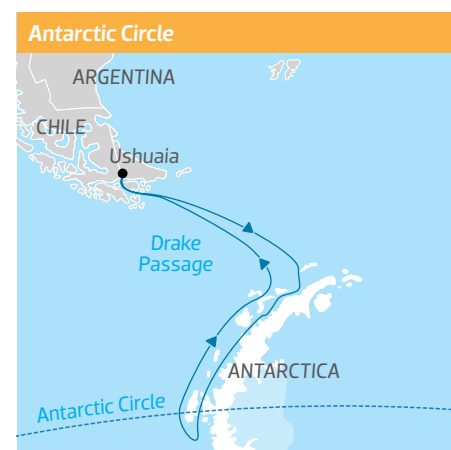 Antarctic Circle
ARGENTINA
CHILE
Ushuaia
Drake
Passage
ANTARCTICA
Antarctic Circle